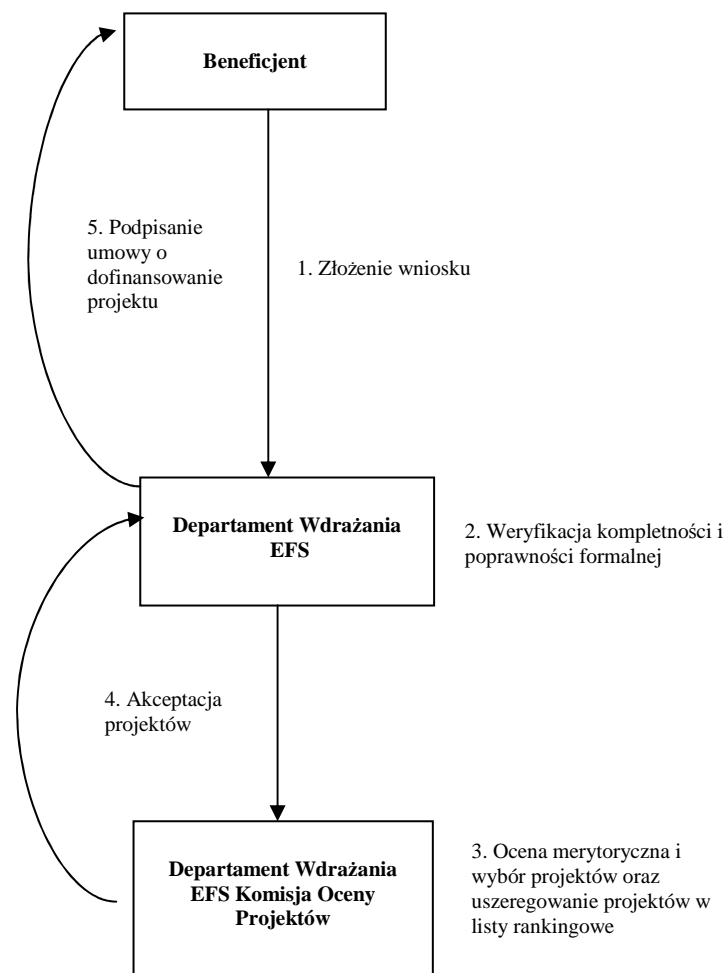 Beneficjent
5. Podpisanie
umowy o
dofinansowanie
projektu
1. Złożenie wniosku
Departament Wdrażania
EFS
2. Weryfikacja kompletności i
poprawności formalnej
4. Akceptacja
projektów
Departament Wdrażania
EFS Komisja Oceny
Projektów
3. Ocena merytoryczna i
wybór projektów oraz
uszeregowanie projektów w
listy rankingowe